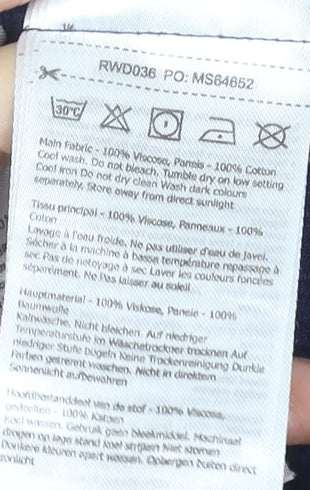 RWD036 PO: MS64652
30°C
Main Fabric - 100% Viscose, Panels - 100% Cotton
Cool wash. Do not bleach, Tumble dry on low setting
Cool iron Do not dry clean Wash dark colours
separately, Store away from direct sunlight
Tissu principal - 100% Viscose, Panneaux - 100%
Coton
Lavage à l'eau froide, Ne pas utiliser d'eau de javel.
Sécher à la machine à basse température repassage à
sec Pas de netoyage à sec Laver les couleurs foncées
séparément. Ne Pas laisser au soleil
Hauptmaterial - 100% Viskose, Panele - 100%
Baumwolle
Kaltwäsche, Nicht bleichen. Auf niedriger
Temperaturstufe im Wäschetrockner trocknen Auf
niedriger Stufe bügeln Keine Trockenreinigung Dunkle
Farben getrennt waschen, Nicht in direktem
Sonnenlicht aufbewahren
Hoofdbestanddeel van de stof - 100% Viscose,
gedeelten - 100% Katoen
Koel wassen, Gebruik geen bleekmiddel. Machinaal
drogen op lage stand koel strijken Niet stomen
Donkere kleuren apart wassen. Opbergen buiten direct
zonlicht